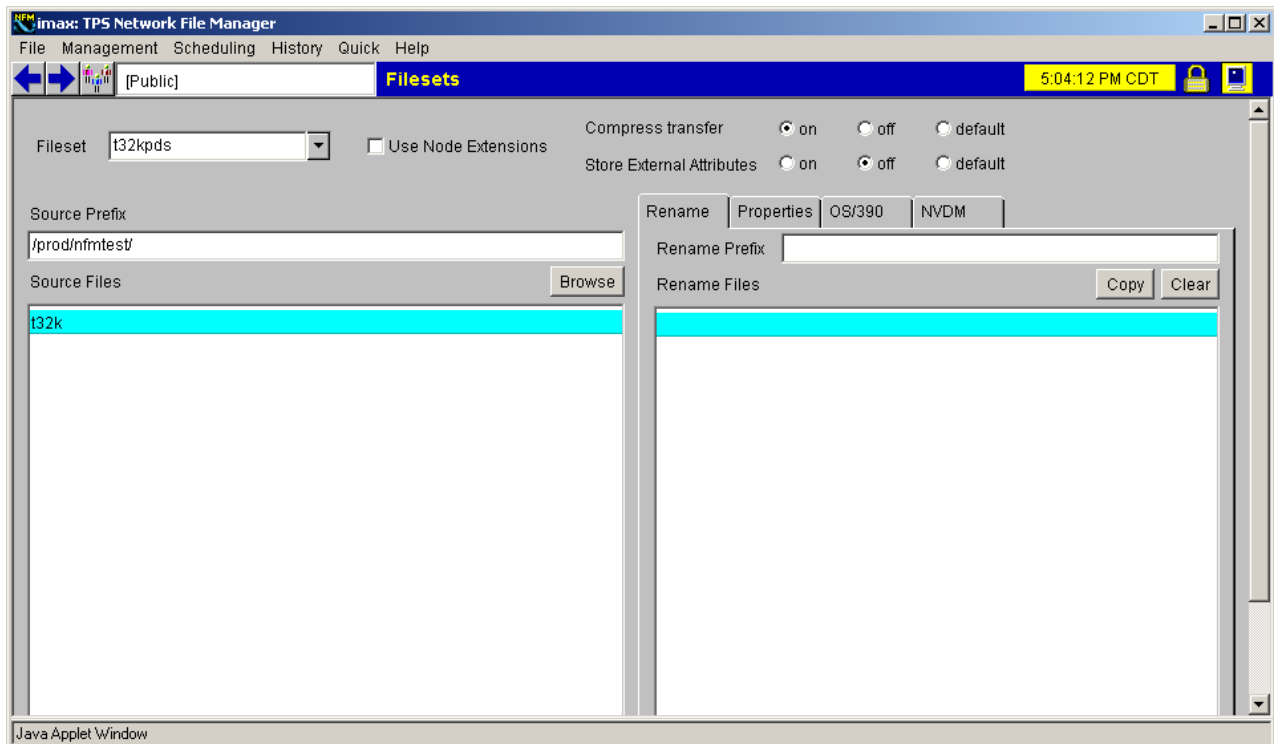 NFM imax: TPS Network File Manager
File Management Scheduling History Quick Help
[Public] Filesets 5:04:12 PM CDT
Compress transfer on off default
Fileset t32kpds Use Node Extensions
Store External Attributes on off default
Source Prefix
Rename Properties OS/390 NVDM
/prod/nfmtest/
Rename Prefix
Source Files Browse
Rename Files Copy Clear
t32k
Java Applet Window